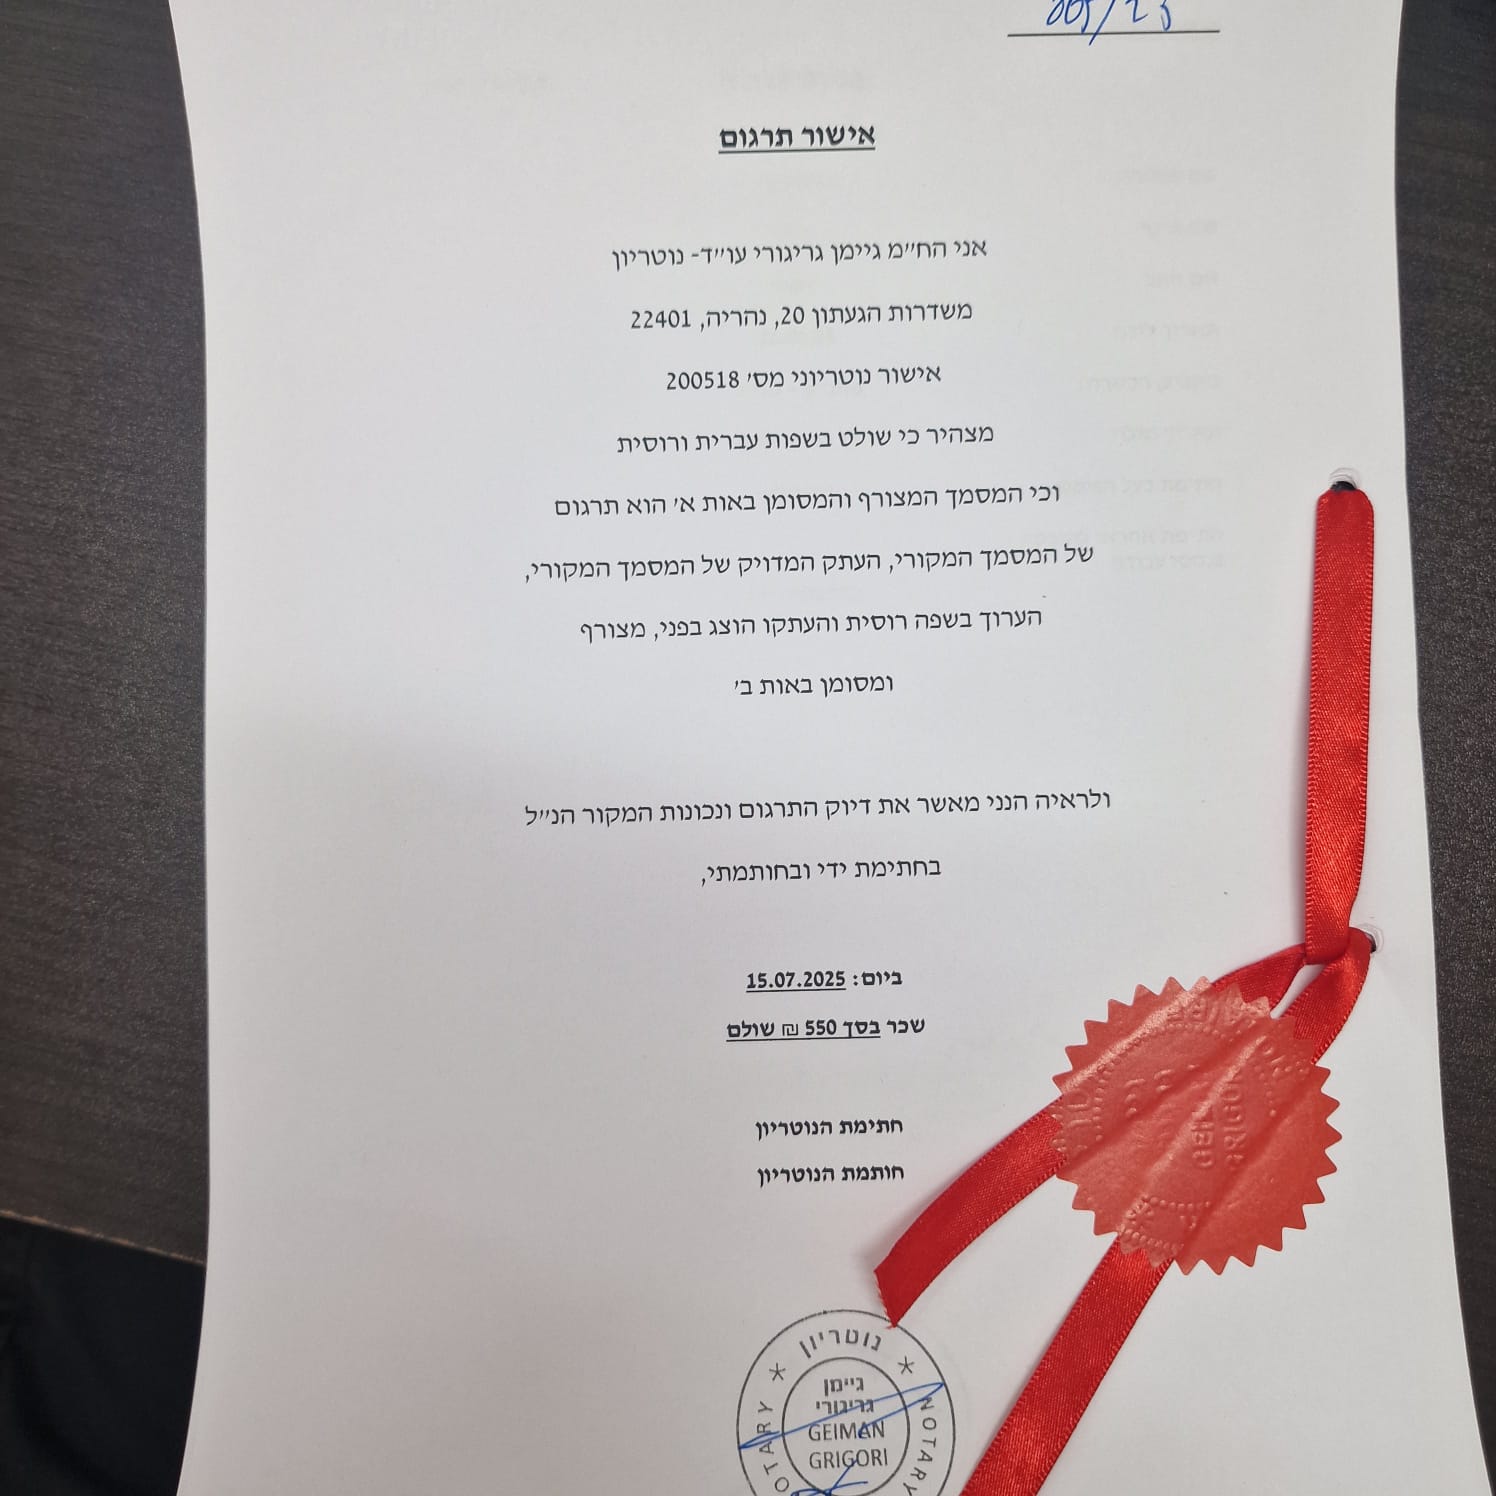 אישור תרגום
אני הח״מ גיימן גריגורי עו״ד- נוטריון
משדרות הגעתון 20, נהריה, 22401
אישור נוטריוני מס׳ 200518
מצהיר כי שולט בשפות עברית ורוסית
וכי המסמך המצורף והמסומן באות א׳ הוא תרגום
של המסמך המקורי, העתק המדויק של המסמך המקורי,
הערוך בשפה רוסית והעתקו הוצג בפני, מצורף
ומסומן באות ב׳
ולראיה הנני מאשר את דיוק התרגום ונכונות המקור הנ״ל
בחתימת ידי ובחותמתי,
ביום: 15.07.2025
שכר בסך 550 ₪ שולם
חתימת הנוטריון
חותמת הנוטריון
GRIGORI
נוטריון
NOTARY
גיימן
גריגורי
GEIMAN
GRIGORI
NOTARY